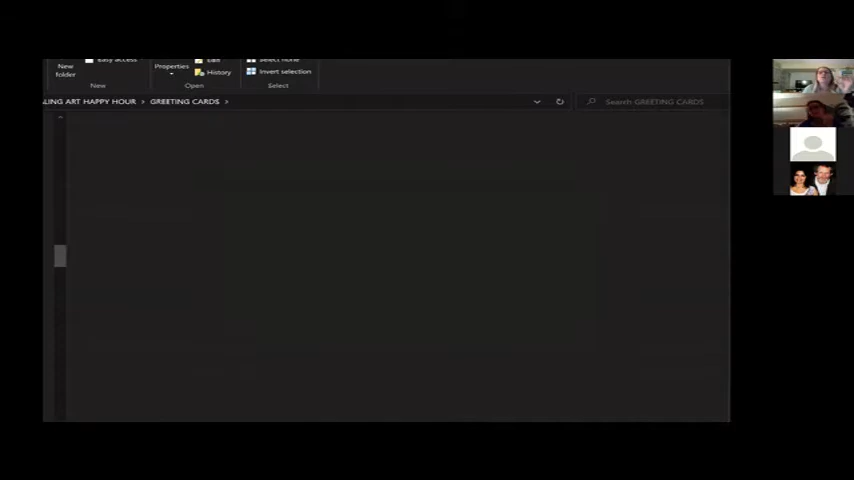 Easy access
Edit
Select none
New
folder
Properties
History
Invert selection
New
Open
Select
LING ART HAPPY HOUR > GREETING CARDS >
Search GREETING CARDS